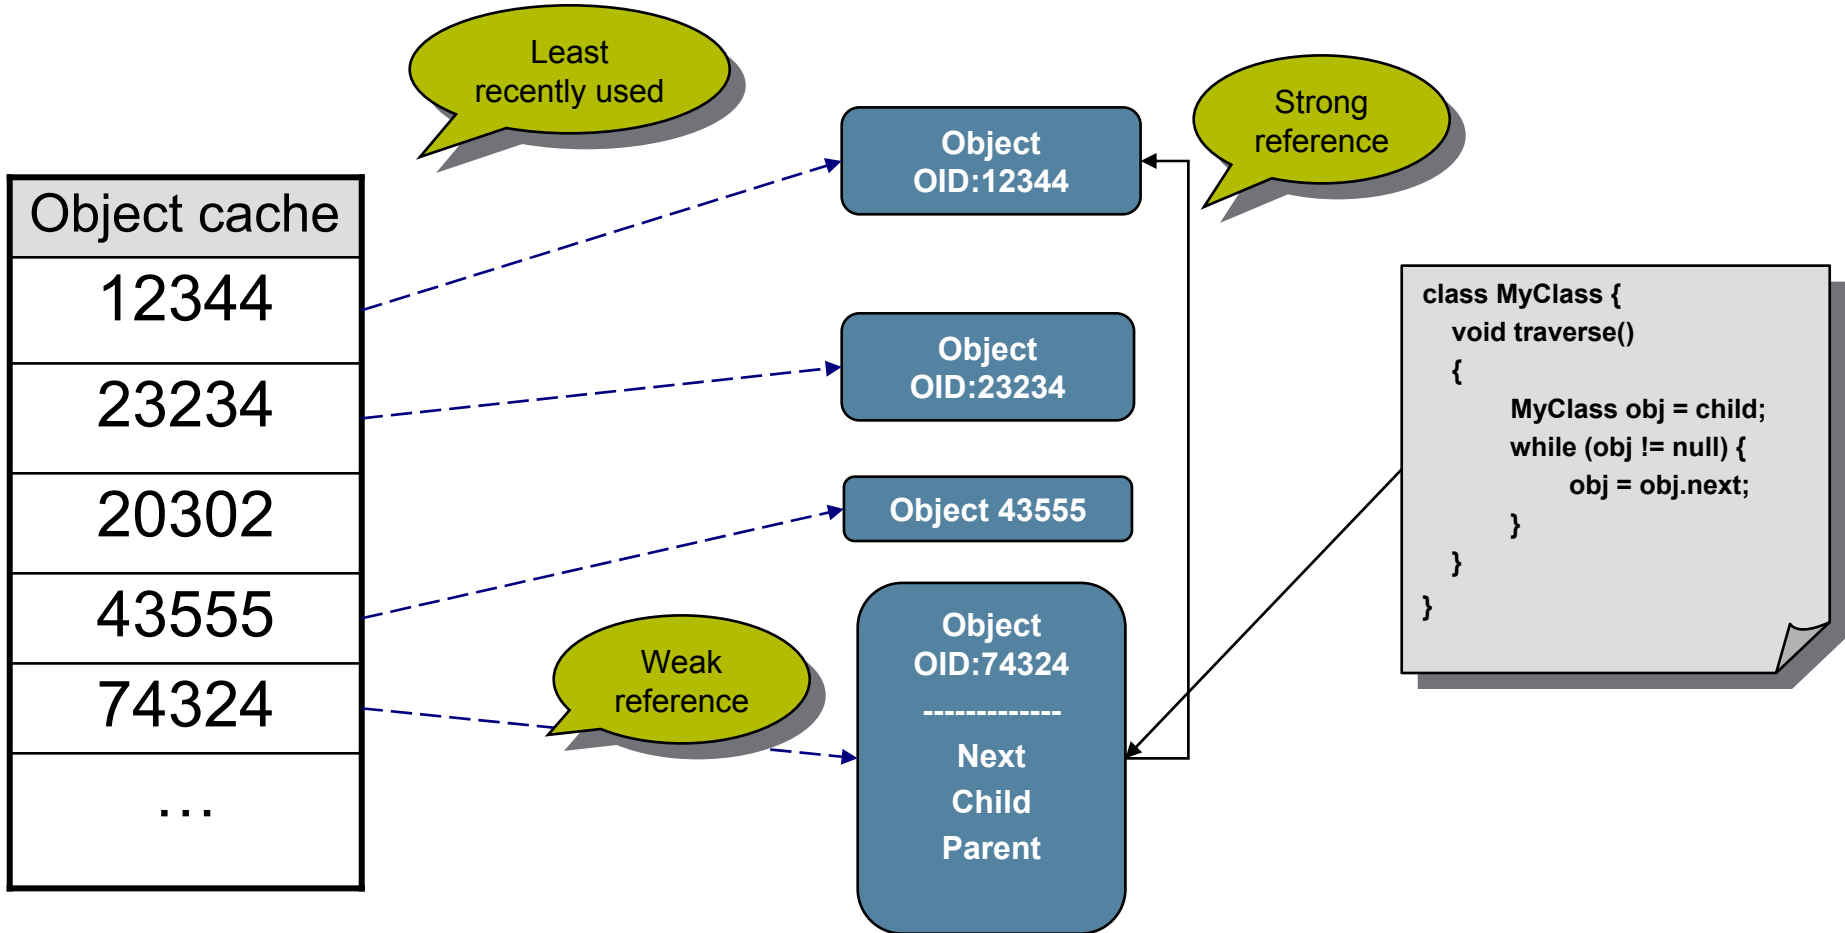 Least
recently used
Strong
reference
Object cache
12344
23234
20302
43555
74324
…
Object
OID:12344
Object
OID:23234
Object 43555
Object
OID:74324
-------------
Next
Child
Parent
Weak
reference
class MyClass {
void traverse()
{
MyClass obj = child;
while (obj != null) {
obj = obj.next;
}
}
}